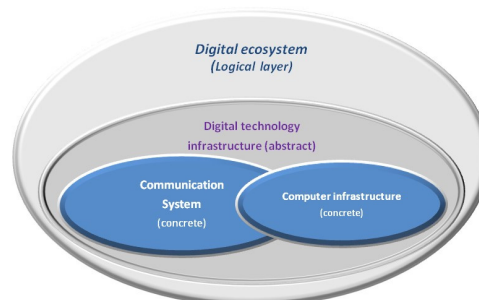 Digital ecosystem
(Logical layer)
Digital technology
infrastructure (abstract)
Communication
System
(concrete)
Computer infrastructure
(concrete)